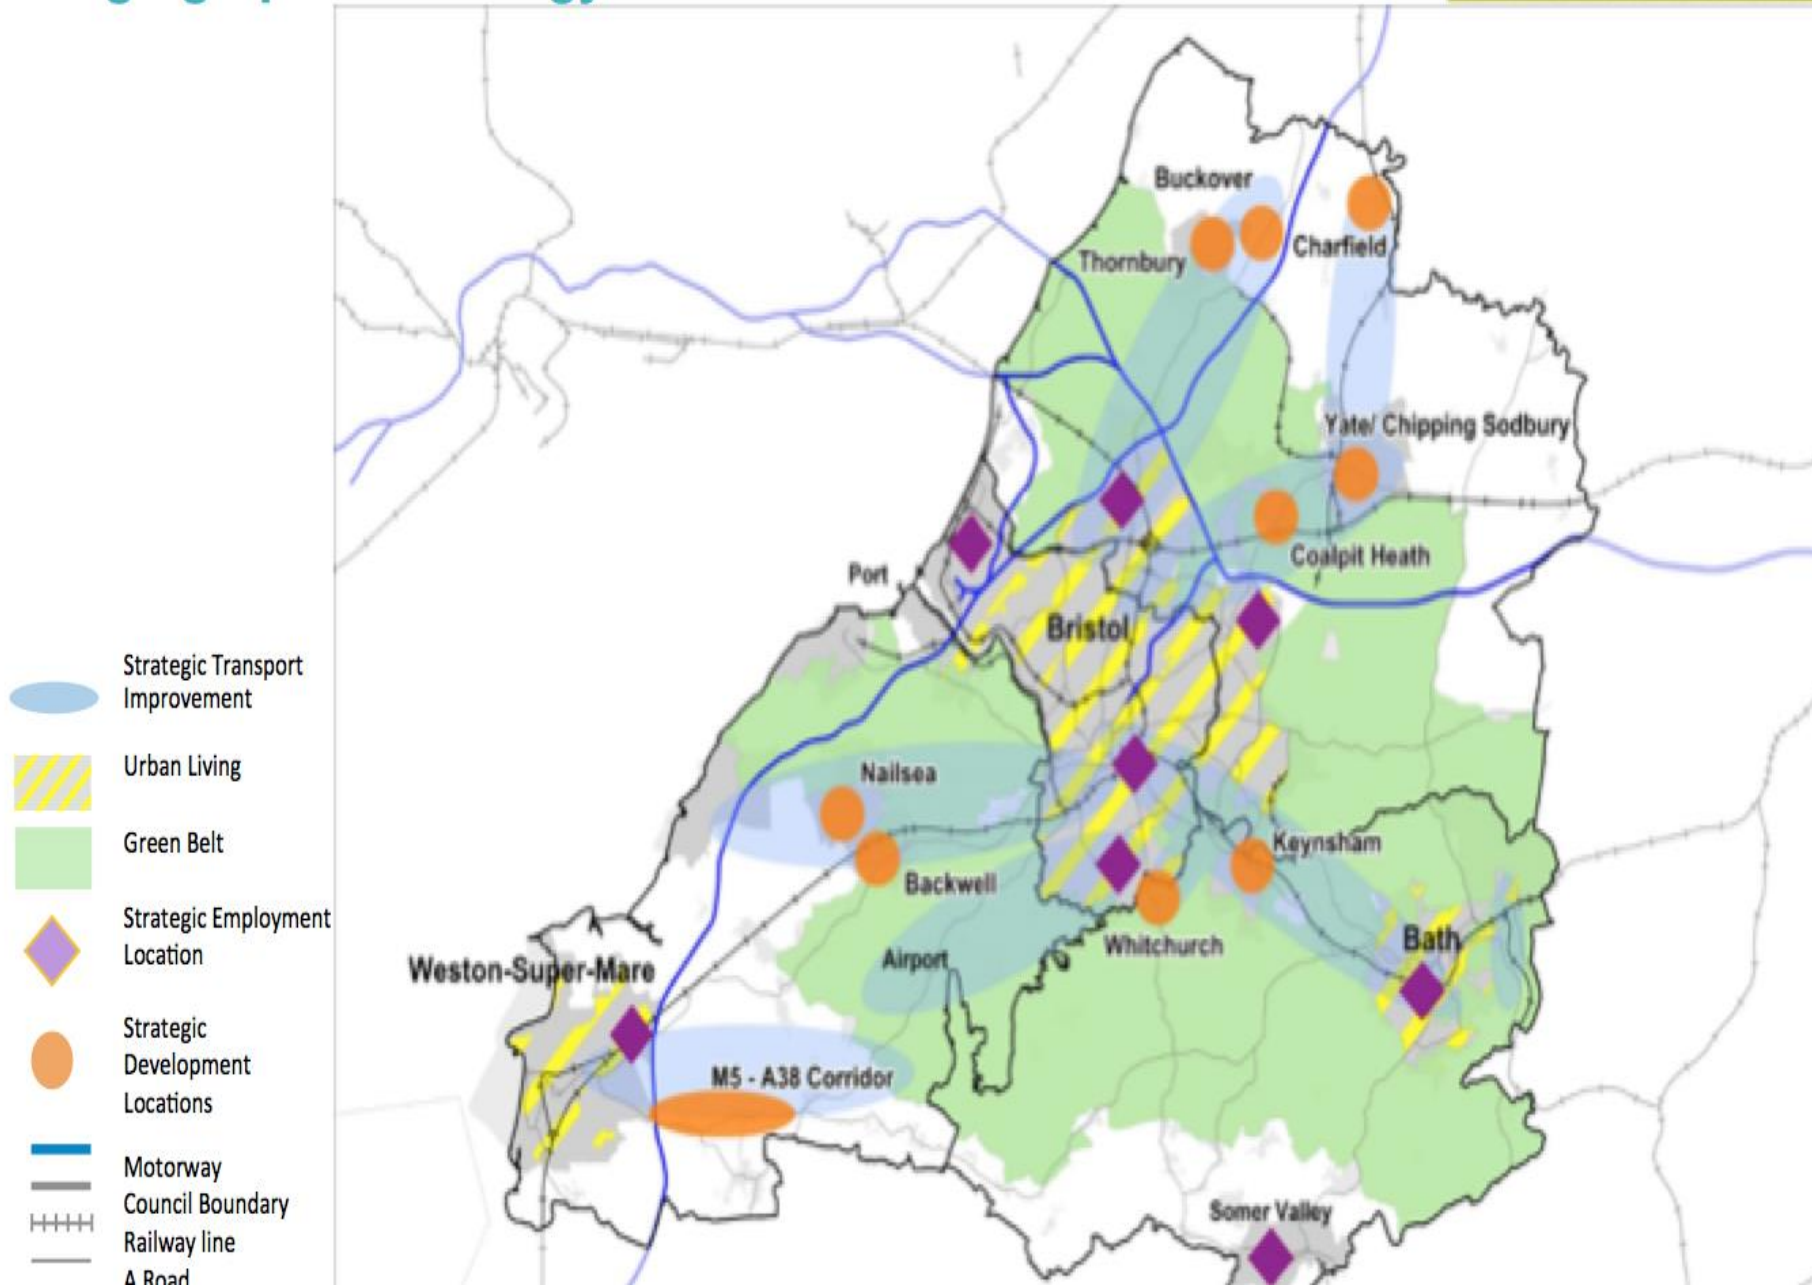 Strategic Transport
Improvement
Urban Living
Green Belt
Strategic Employment
Location
Strategic
Development
Locations
Motorway
Council Boundary
Railway line
A Road
Buckover
Thornbury
Charfield
Yate/ Chipping Sodbury
Coalpit Heath
Port
Bristol
Nailsea
Backwell
Keynsham
Whitchurch
Airport
Bath
Weston-Super-Mare
M5 - A38 Corridor
Somer Valley